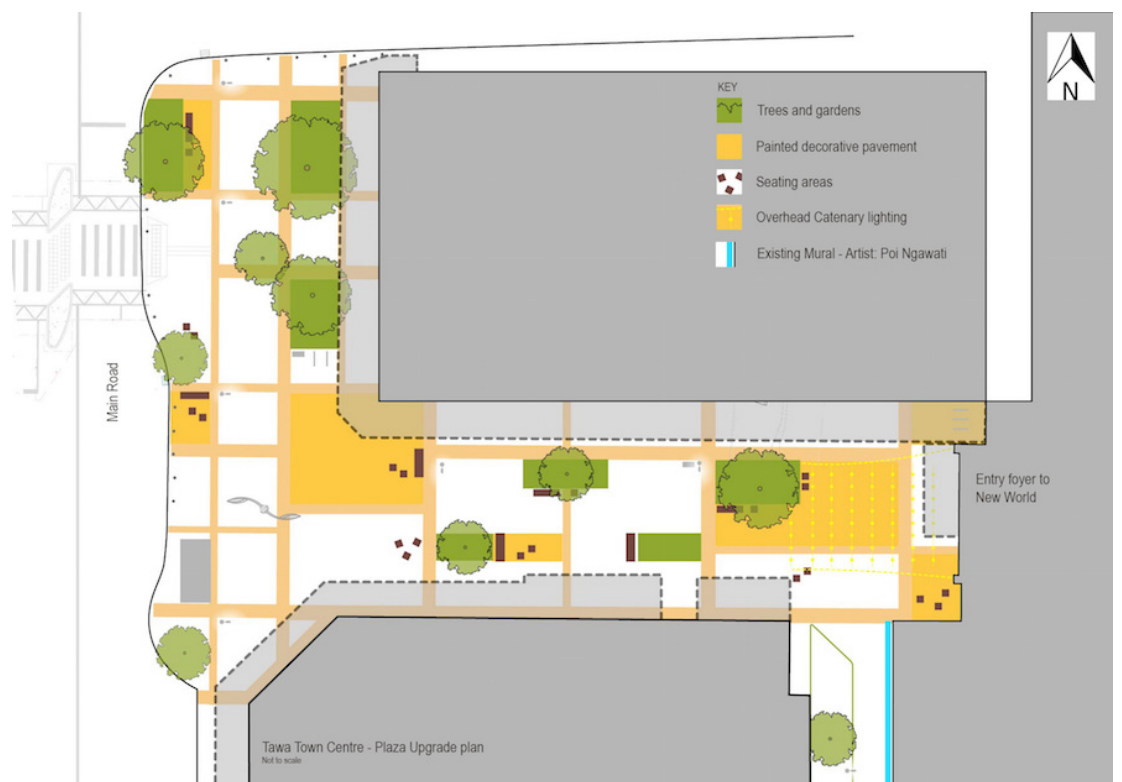 N
KEY
Trees and gardens
Painted decorative pavement
Seating areas
Overhead Catenary lighting
Existing Mural - Artist: Poi Ngawati
Main Road
Entry foyer to
New World
Tawa Town Centre - Plaza Upgrade plan
Not to scale